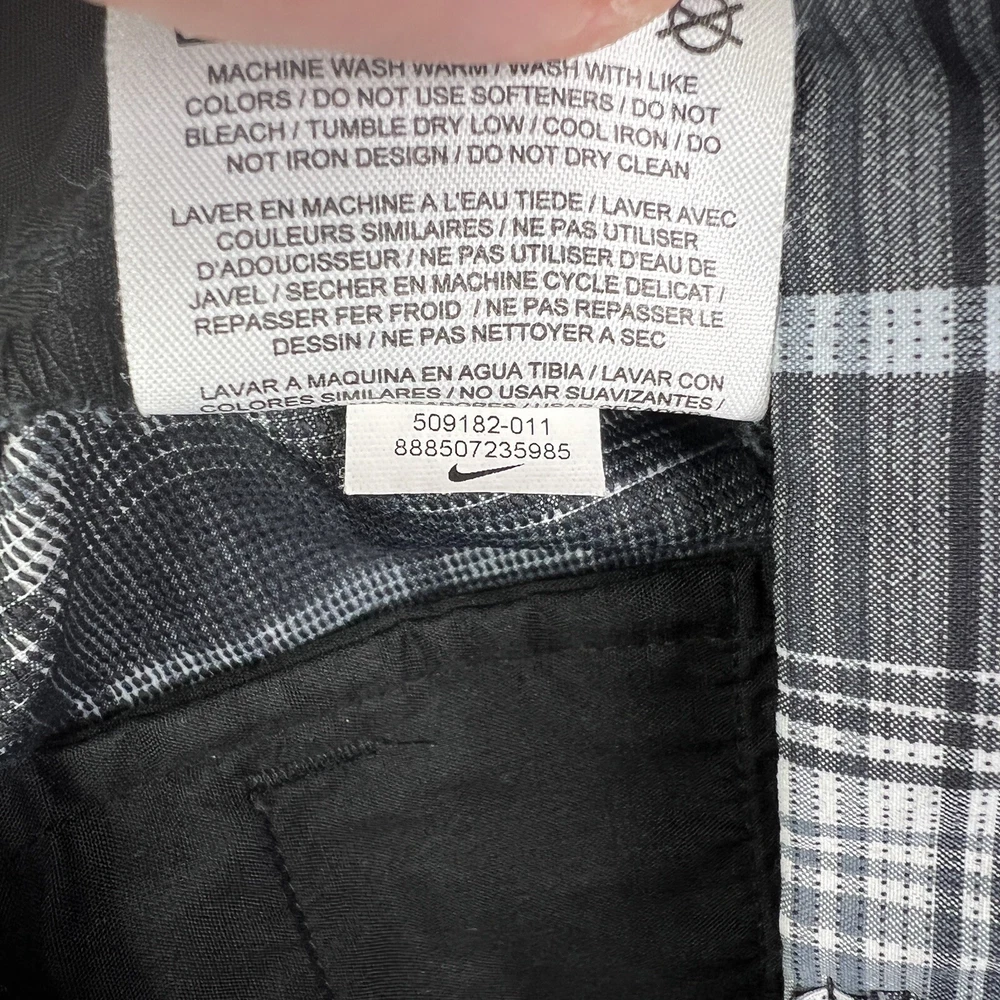 MACHINE WASH WARM / WASH WITH LIKE
COLORS / DO NOT USE SOFTENERS / DO NOT
BLEACH / TUMBLE DRY LOW / COOL IRON / DO
NOT IRON DESIGN / DO NOT DRY CLEAN
LAVER EN MACHINE A L'EAU TIEDE / LAVER AVEC
COULEURS SIMILAIRES / NE PAS UTILISER
D'ADOUCISSEUR / NE PAS UTILISER D'EAU DE
JAVEL / SECHER EN MACHINE CYCLE DELICAT /
REPASSER FER FROID / NE PAS REPASSER LE
DESSIN / NE PAS NETTOYER A SEC
LAVAR A MAQUINA EN AGUA TIBIA / LAVAR CON
COLORES SIMILARES / NO USAR SUAVIZANTES /
509182-011
888507235985